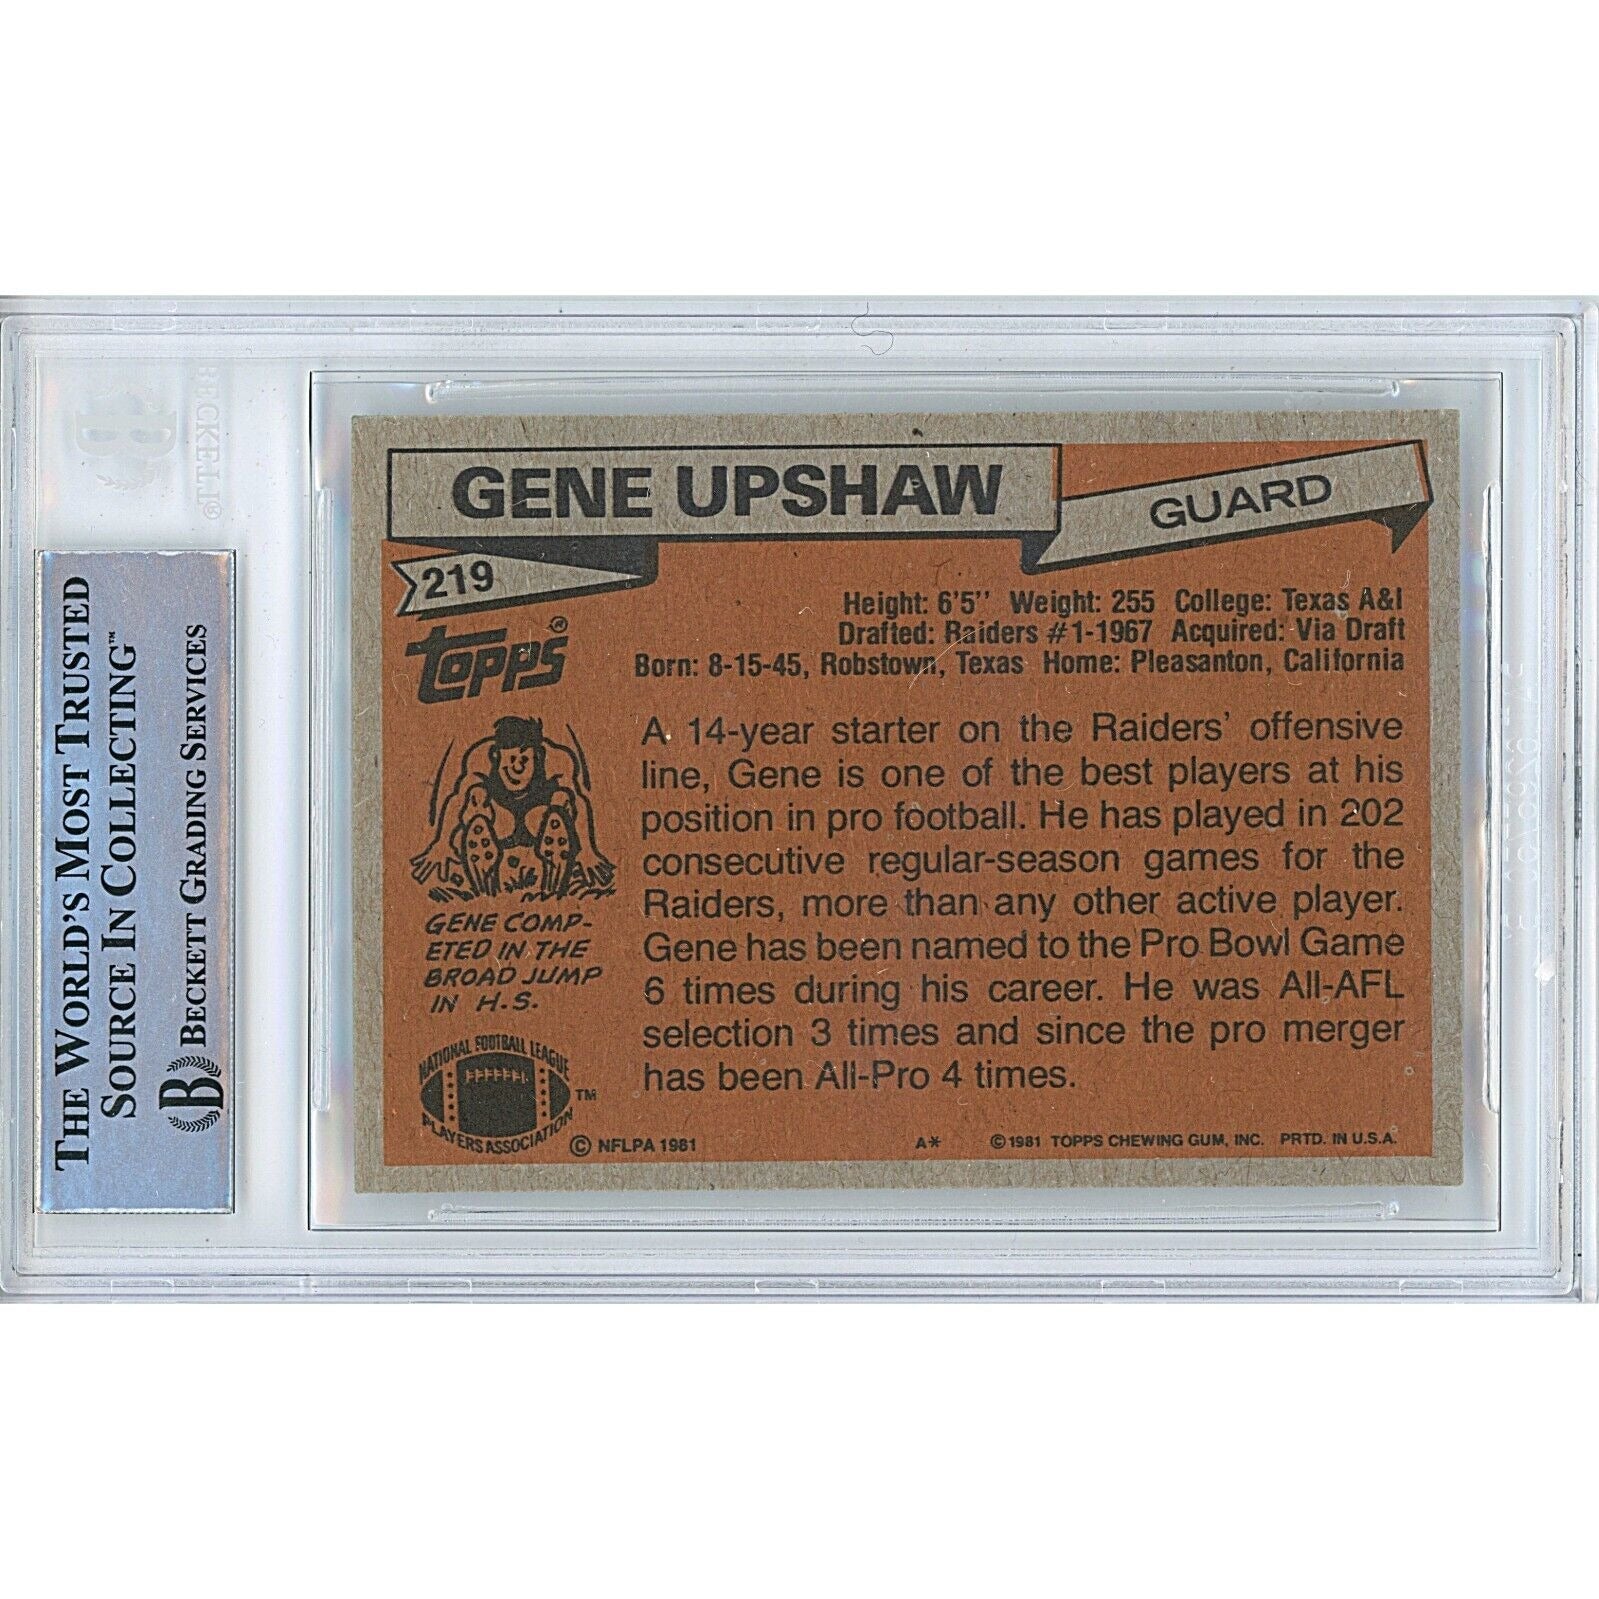 GENE UPSHAW
GUARD
219
topps®
Height: 6'5'' Weight: 255 College: Texas A&I
Drafted: Raiders #1-1967 Acquired: Via Draft
Born: 8-15-45, Robstown, Texas Home: Pleasanton, California
A 14-year starter on the Raiders' offensive
line, Gene is one of the best players at his
position in pro football. He has played in 202
consecutive regular-season games for the
Raiders, more than any other active player.
Gene has been named to the Pro Bowl Game
6 times during his career. He was All-AFL
selection 3 times and since the pro merger
has been All-Pro 4 times.
GENE COMP-
ETED IN THE
BROAD JUMP
IN H.S.
NATIONAL FOOTBALL LEAGUE
PLAYERS ASSOCIATION
TM
© NFLPA 1981
A*
© 1981 TOPPS CHEWING GUM, INC. PRTD. IN U.S.A.
THE WORLD'S MOST TRUSTED
SOURCE IN COLLECTING™
B BECKETT GRADING SERVICES
B
BECKETT®